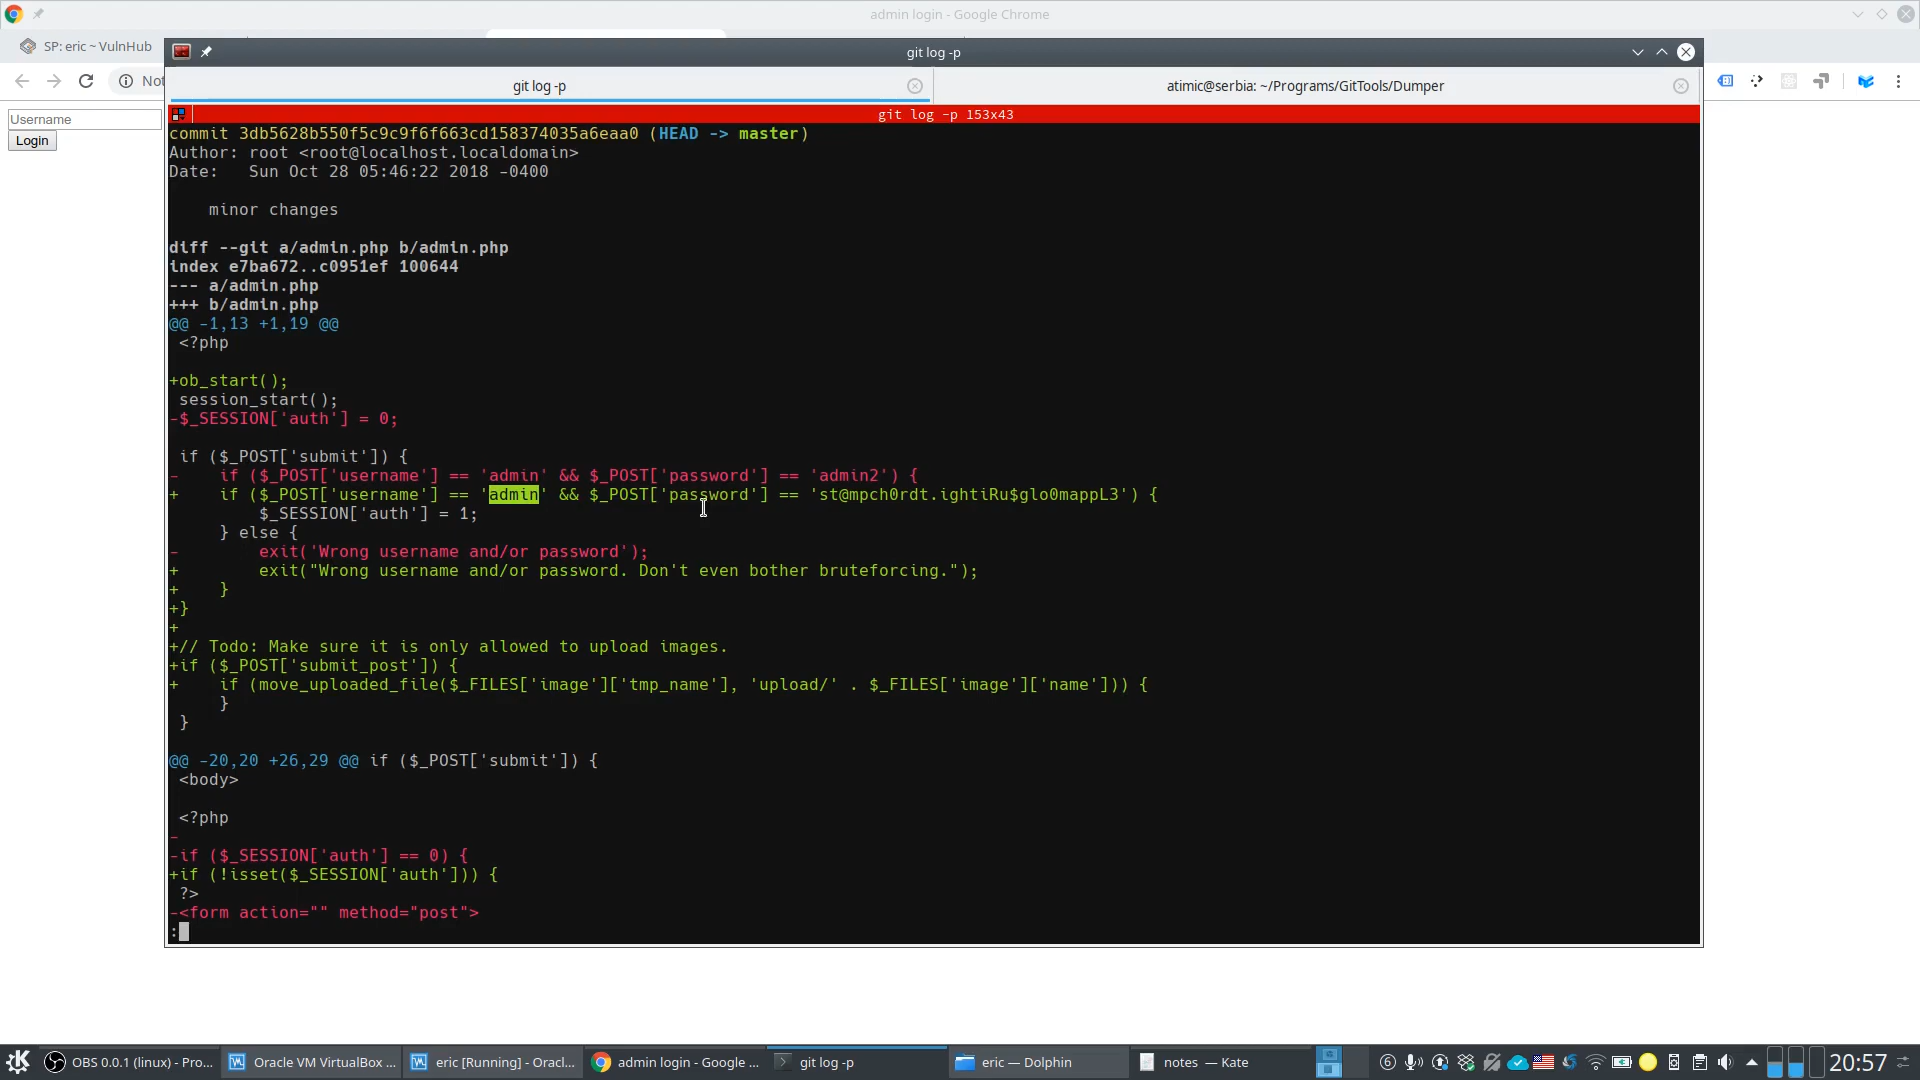 admin login - Google Chrome
SP: eric ~ VulnHub
git log -p
Not
git log -p
atimic@serbia: ~/Programs/GitTools/Dumper
Username
git log -p 153x43
Login
commit 3db5628b550f5c9c9f6f663cd158374035a6eaa0 (HEAD -> master)
Author: root <root@localhost.localdomain>
Date:   Sun Oct 28 05:46:22 2018 -0400
    minor changes
diff --git a/admin.php b/admin.php
index e7ba672..c0951ef 100644
--- a/admin.php
+++ b/admin.php
@@ -1,13 +1,19 @@
 <?php
+ob_start();
 session_start();
-$_SESSION['auth'] = 0;
 if ($_POST['submit']) {
-    if ($_POST['username'] == 'admin' && $_POST['password'] == 'admin2') {
+    if ($_POST['username'] == 'admin' && $_POST['password'] == 'st@mpch0rdt.ightiRu$glo0mappL3') {
         $_SESSION['auth'] = 1;
     } else {
-        exit('Wrong username and/or password');
+        exit("Wrong username and/or password. Don't even bother bruteforcing.");
+    }
+}
+
+// Todo: Make sure it is only allowed to upload images.
+if ($_POST['submit_post']) {
+    if (move_uploaded_file($_FILES['image']['tmp_name'], 'upload/' . $_FILES['image']['name'])) {
     }
 }
@@ -20,20 +26,29 @@ if ($_POST['submit']) {
 <body>
 <?php
-
-if ($_SESSION['auth'] == 0) {
+if (!isset($_SESSION['auth'])) {
 ?>
-<form action="" method="post">
:
OBS 0.0.1 (linux) - Pro...
Oracle VM VirtualBox ...
eric [Running] - Oracl...
admin login - Google ...
git log -p
eric — Dolphin
notes — Kate
6
20:57